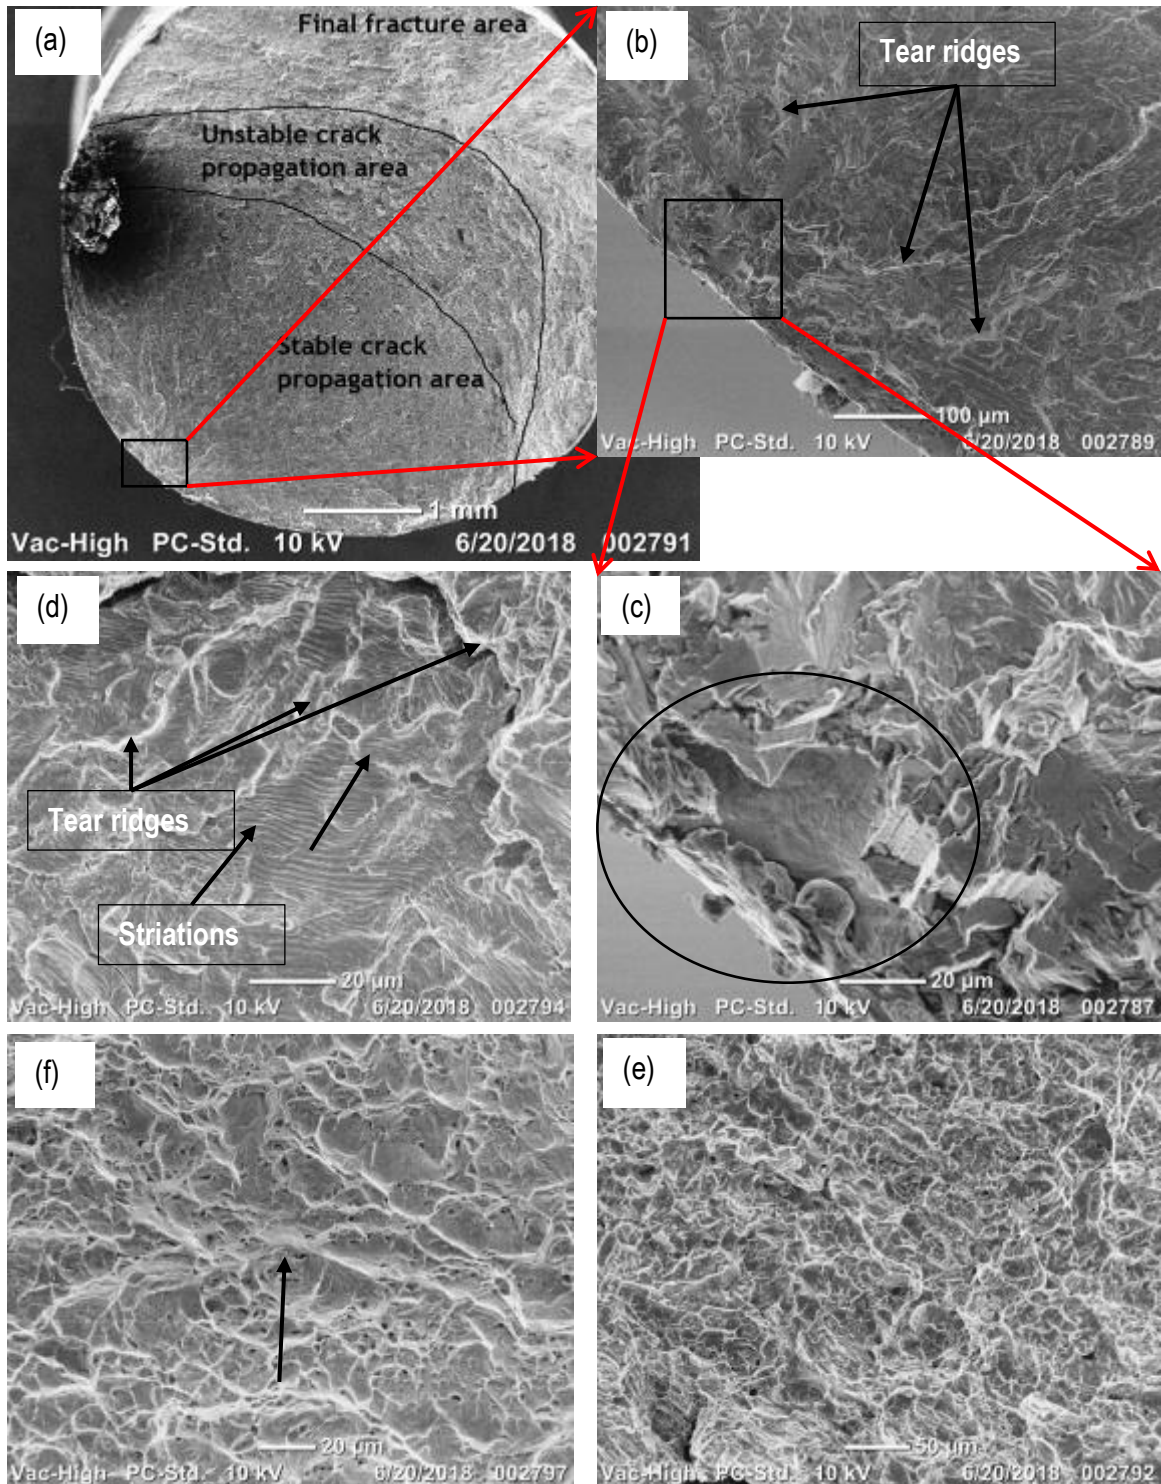 (a)
Final fracture area
Unstable crack
propagation area
Stable crack
propagation area
1 mm
Vac-High PC-Std. 10 kV 6/20/2018 002791
(b)
Tear ridges
100 µm
Vac-High PC-Std. 10 kV 6/20/2018 002789
(d)
Tear ridges
Striations
20 µm
Vac-High PC-Std. 10 kV 6/20/2018 002794
(c)
20 µm
Vac-High PC-Std. 10 kV 6/20/2018 002787
(f)
20 µm
Vac-High PC-Std. 10 kV 6/20/2018 002797
(e)
50 µm
Vac-High PC-Std. 10 kV 6/20/2018 002792